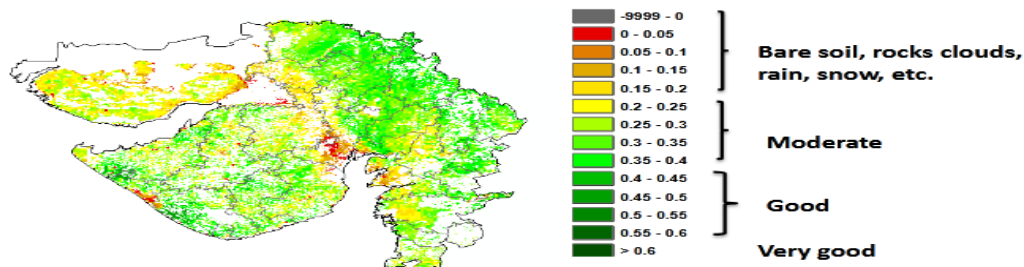 -9999 - 0
0 - 0.05
0.05 - 0.1
0.1 - 0.15
0.15 - 0.2
0.2 - 0.25
0.25 - 0.3
0.3 - 0.35
0.35 - 0.4
0.4 - 0.45
0.45 - 0.5
0.5 - 0.55
0.55 - 0.6
> 0.6
Bare soil, rocks clouds,
rain, snow, etc.
Moderate
Good
Very good